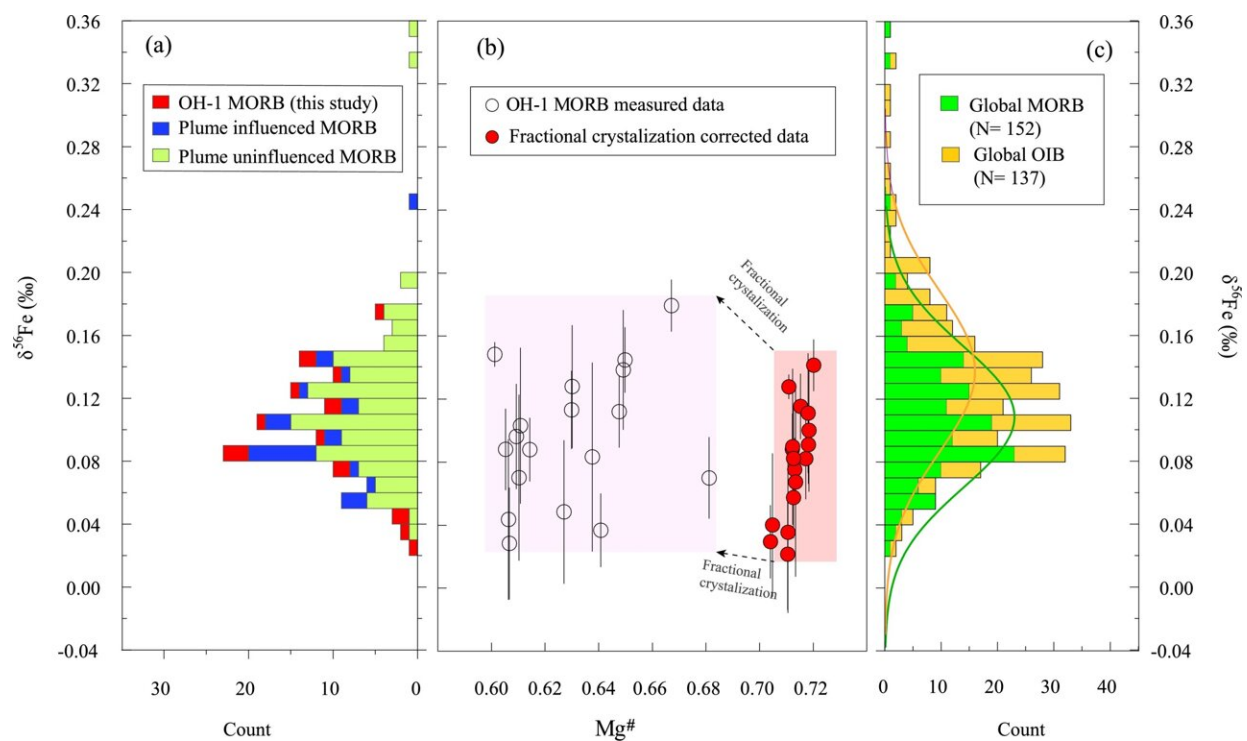 (a)
OH-1 MORB (this study)
Plume influenced MORB
Plume uninfluenced MORB
0.36
0.32
0.28
0.24
0.20
0.16
0.12
0.08
0.04
0.00
-0.04
δ⁵⁶Fe (‰)
30
20
10
0
Count
(b)
OH-1 MORB measured data
Fractional crystalization corrected data
Fractional
crystallization
Fractional
crystallization
0.60
0.62
0.64
0.66
0.68
0.70
0.72
Mg#
(c)
Global MORB
(N= 152)
Global OIB
(N= 137)
0.36
0.32
0.28
0.24
0.20
0.16
0.12
0.08
0.04
0.00
-0.04
δ⁵⁶Fe (‰)
0
10
20
30
40
Count